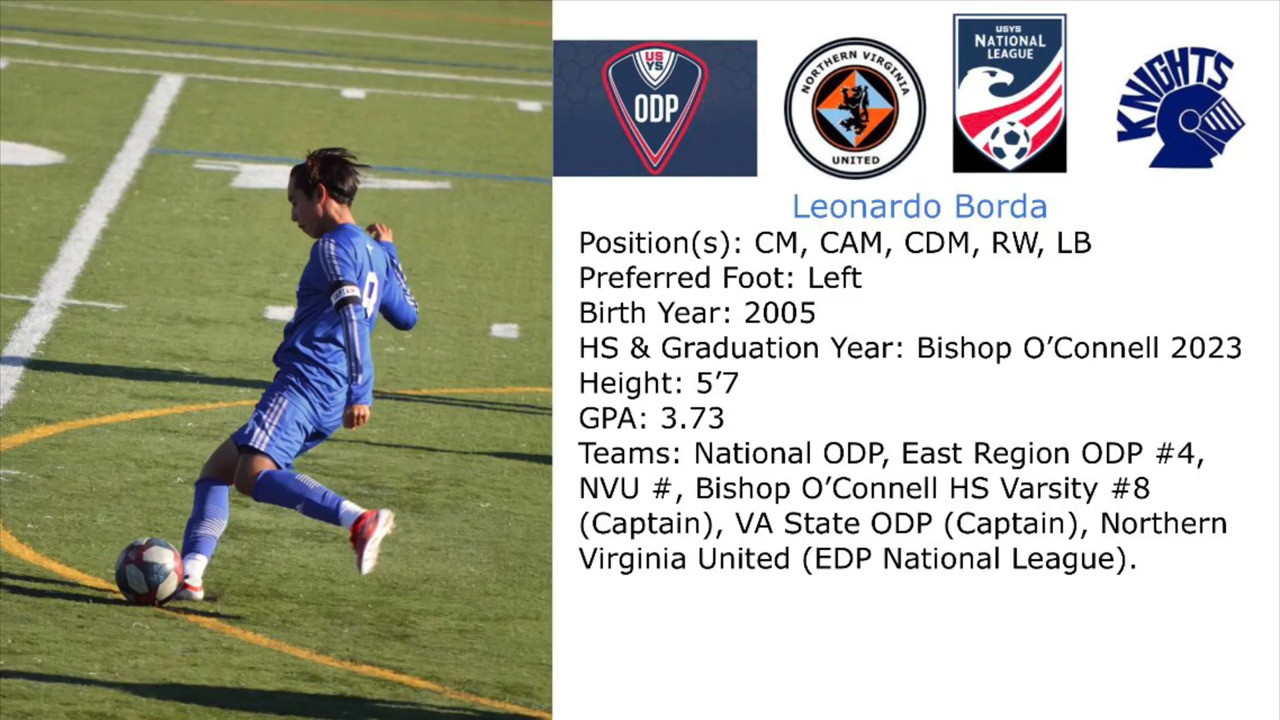 US
YS
ODP
NORTHERN VIRGINIA
UNITED
USYS
NATIONAL
LEAGUE
KNIGHTS
Leonardo Borda
Position(s): CM, CAM, CDM, RW, LB
Preferred Foot: Left
Birth Year: 2005
HS & Graduation Year: Bishop O’Connell 2023
Height: 5’7
GPA: 3.73
Teams: National ODP, East Region ODP #4,
NVU #, Bishop O’Connell HS Varsity #8
(Captain), VA State ODP (Captain), Northern
Virginia United (EDP National League).